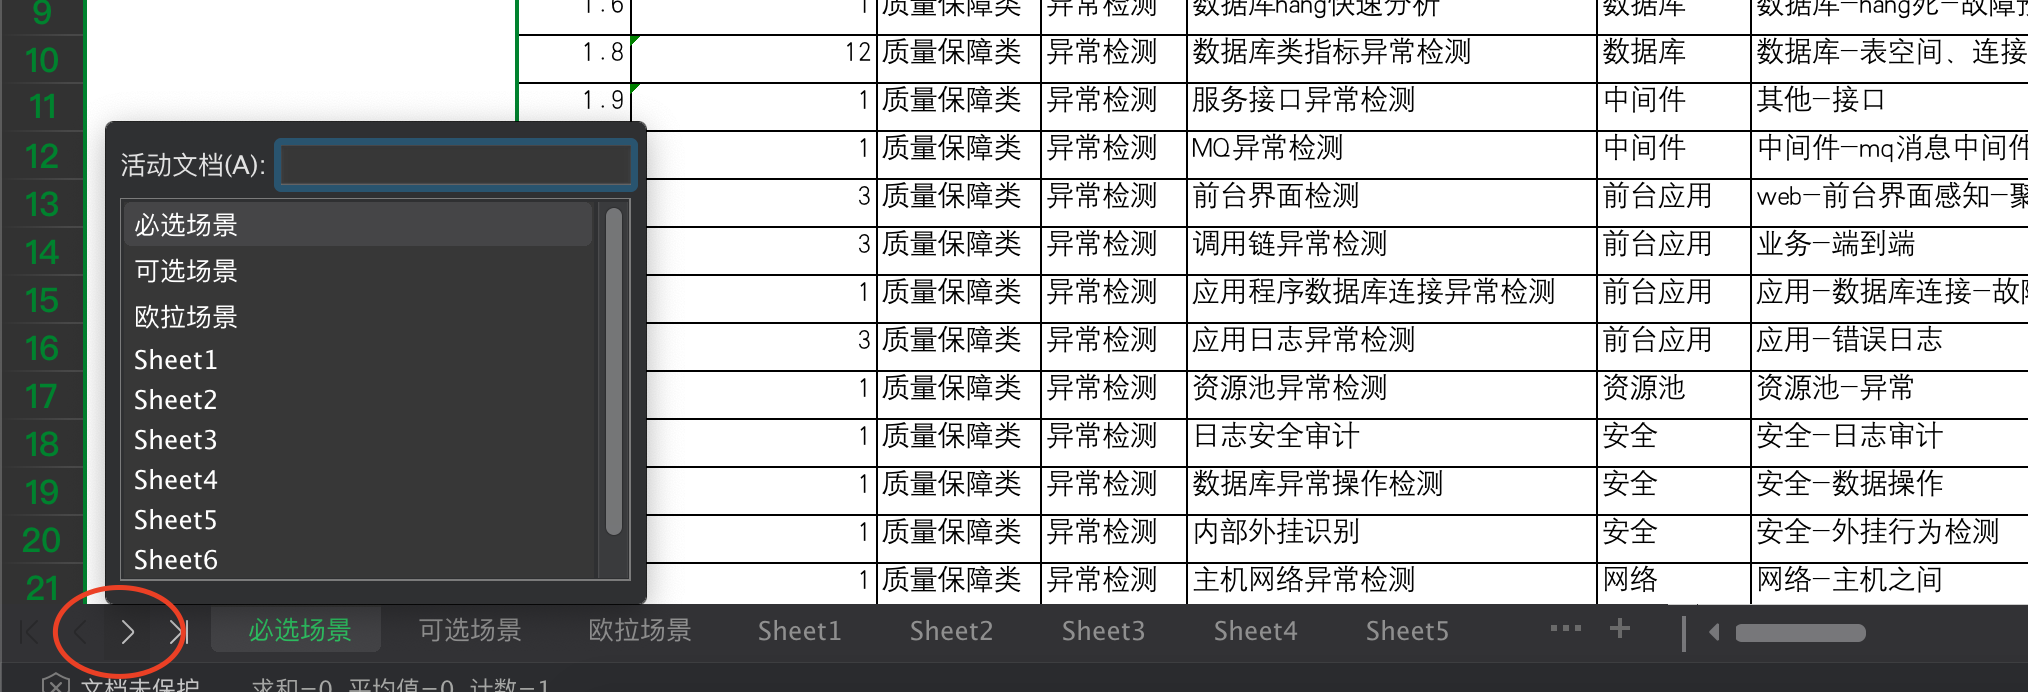 9 1.6 1 质量保障类 异常检测 数据库hang快速分析 数据库 数据库-hang死-故障预
10 1.8 12 质量保障类 异常检测 数据库类指标异常检测 数据库 数据库-表空间、连接
11 1.9 1 质量保障类 异常检测 服务接口异常检测 中间件 其他-接口
12 1 质量保障类 异常检测 MQ异常检测 中间件 中间件-mq消息中间件
13 3 质量保障类 异常检测 前台界面检测 前台应用 web-前台界面感知-聚
14 3 质量保障类 异常检测 调用链异常检测 前台应用 业务-端到端
15 1 质量保障类 异常检测 应用程序数据库连接异常检测 前台应用 应用-数据库连接-故障
16 3 质量保障类 异常检测 应用日志异常检测 前台应用 应用-错误日志
17 1 质量保障类 异常检测 资源池异常检测 资源池 资源池-异常
18 1 质量保障类 异常检测 日志安全审计 安全 安全-日志审计
19 1 质量保障类 异常检测 数据库异常操作检测 安全 安全-数据操作
20 1 质量保障类 异常检测 内部外挂识别 安全 安全-外挂行为检测
21 1 质量保障类 异常检测 主机网络异常检测 网络 网络-主机之间
活动文档(A):
必选场景
可选场景
欧拉场景
Sheet1
Sheet2
Sheet3
Sheet4
Sheet5
Sheet6
必选场景 可选场景 欧拉场景 Sheet1 Sheet2 Sheet3 Sheet4 Sheet5 ··· +
文档未保护 求和=0 平均值=0 计数=1